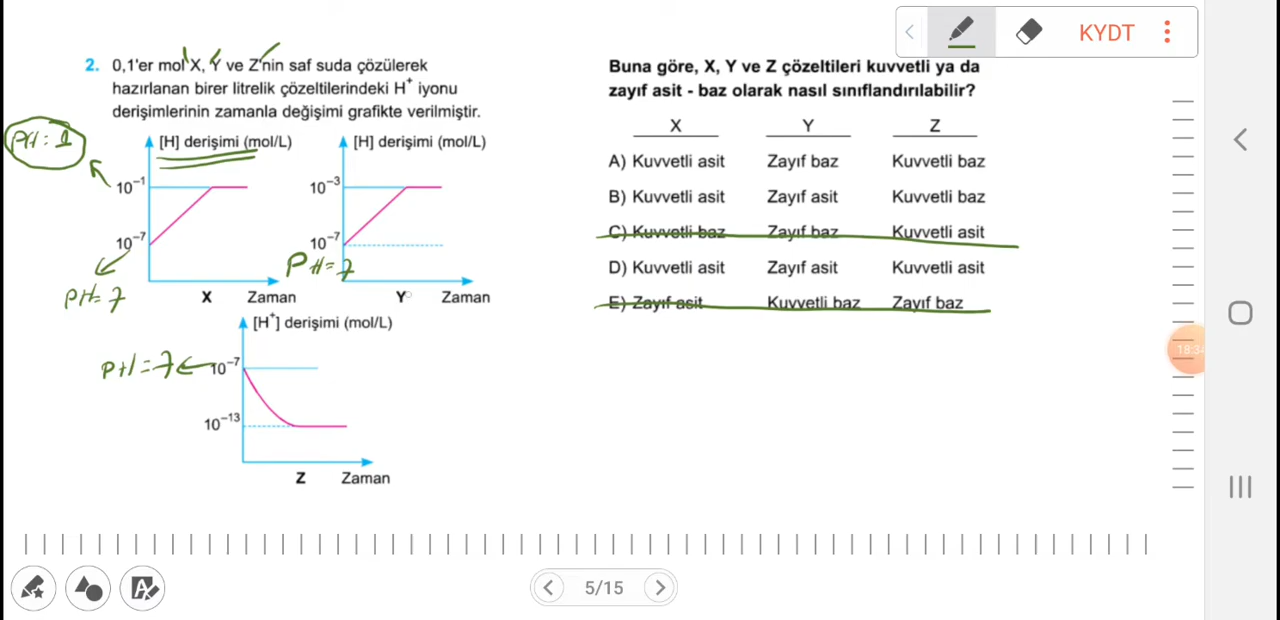 2. 0,1'er mol X, Y ve Z'nin saf suda çözülerek
hazırlanan birer litrelik çözeltilerindeki H⁺ iyonu
derişimlerinin zamanla değişimi grafikte verilmiştir.
PH: 1
[H] derişimi (mol/L)
10⁻¹
10⁻⁷
PH= 7
X
Zaman
[H] derişimi (mol/L)
10⁻³
10⁻⁷
PH=7
Y
Zaman
[H⁺] derişimi (mol/L)
PH=7
10⁻⁷
10⁻¹³
Z
Zaman
Buna göre, X, Y ve Z çözeltileri kuvvetli ya da
zayıf asit - baz olarak nasıl sınıflandırılabilir?
X Y Z
A) Kuvvetli asit Zayıf baz Kuvvetli baz
B) Kuvvetli asit Zayıf asit Kuvvetli baz
C) Kuvvetli baz Zayıf baz Kuvvetli asit
D) Kuvvetli asit Zayıf asit Kuvvetli asit
E) Zayıf asit Kuvvetli baz Zayıf baz
KYDT
18:34
5/15